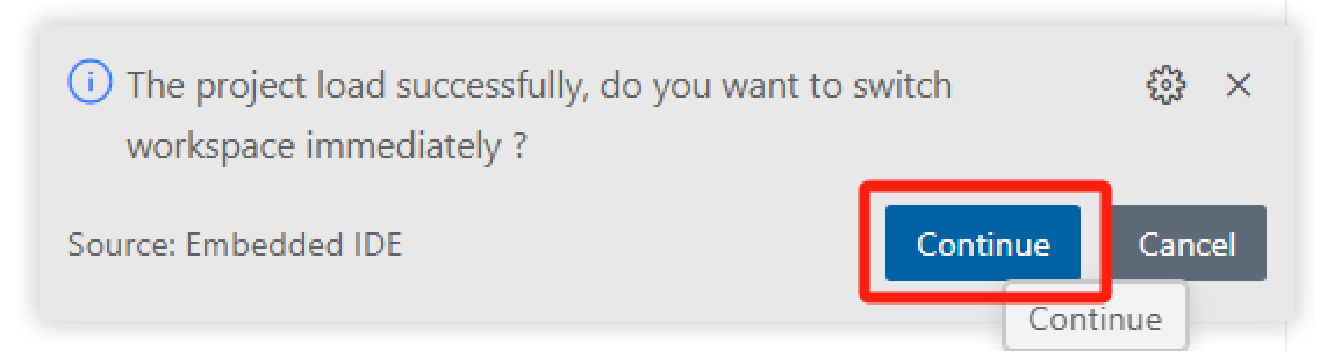 The project load successfully, do you want to switch
workspace immediately ?
Source: Embedded IDE
Continue
Cancel
Continue